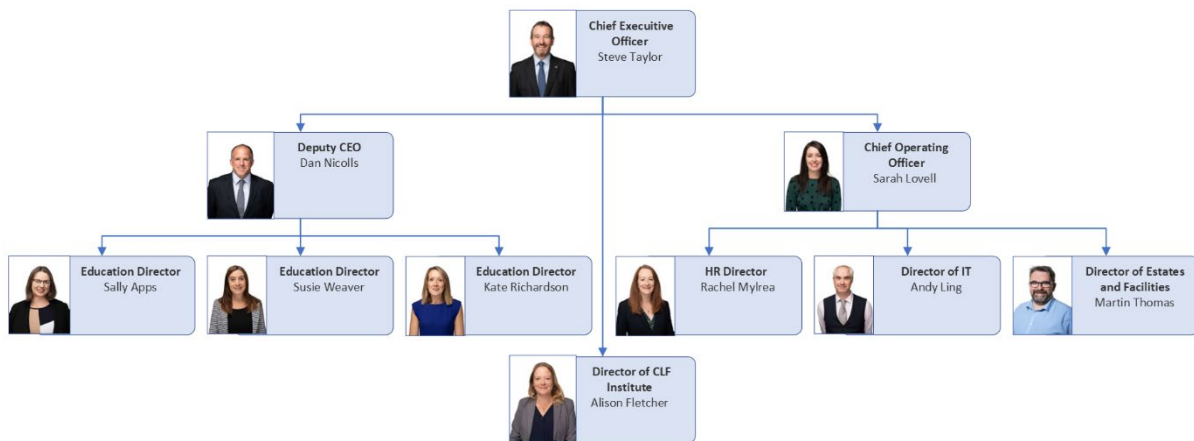 Chief Execuitive
Officer
Steve Taylor
Deputy CEO
Dan Nicolls
Chief Operating
Officer
Sarah Lovell
Education Director
Sally Apps
Education Director
Susie Weaver
Education Director
Kate Richardson
HR Director
Rachel Mylrea
Director of IT
Andy Ling
Director of Estates
and Facilities
Martin Thomas
Director of CLF
Institute
Alison Fletcher